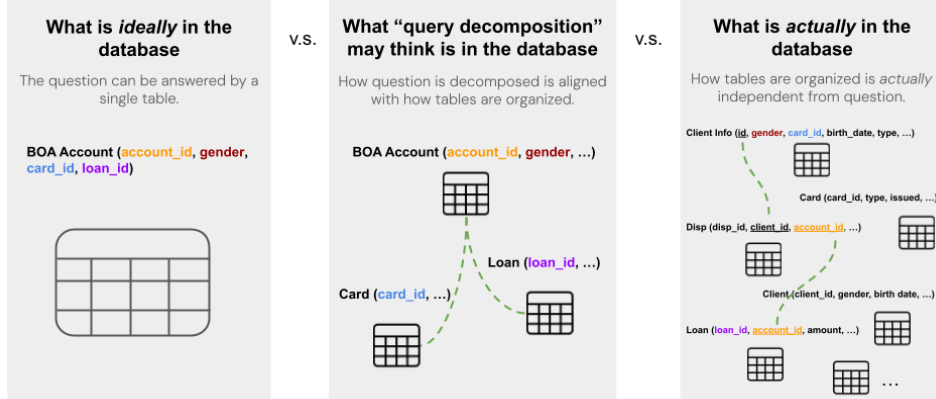 What is ideally in the
database
The question can be answered by a
single table.
BOA Account (account_id, gender,
card_id, loan_id)
v.s.
What “query decomposition”
may think is in the database
How question is decomposed is aligned
with how tables are organized.
BOA Account (account_id, gender, …)
Loan (loan_id, …)
Card (card_id, …)
v.s.
What is actually in the
database
How tables are organized is actually
independent from question.
Client Info (id, gender, card_id, birth_date, type, …)
Card (card_id, type, issued, …)
Disp (disp_id, client_id, account_id, …)
Client (client_id, gender, birth date, …)
Loan (loan_id, account_id, amount, …)
…